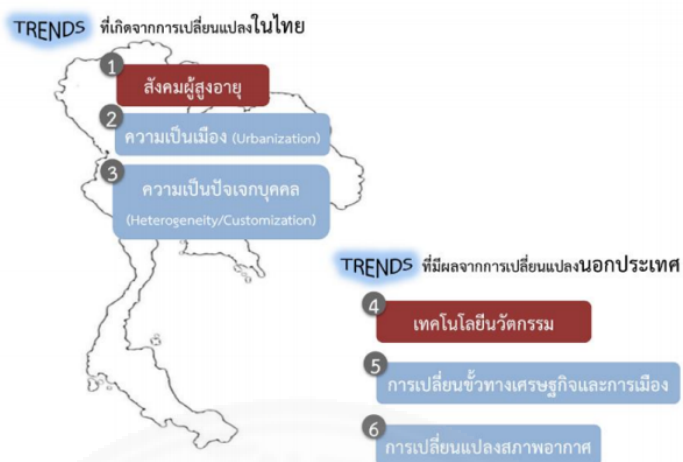 TRENDS ที่เกิดจากการเปลี่ยนแปลงในไทย
1
สังคมผู้สูงอายุ
2
ความเป็นเมือง (Urbanization)
3
ความเป็นปัจเจกบุคคล
(Heterogeneity/Customization)
TRENDS ที่มีผลจากการเปลี่ยนแปลงนอกประเทศ
4
เทคโนโลยีนวัตกรรม
5
การเปลี่ยนขั้วทางเศรษฐกิจและการเมือง
6
การเปลี่ยนแปลงสภาพอากาศ